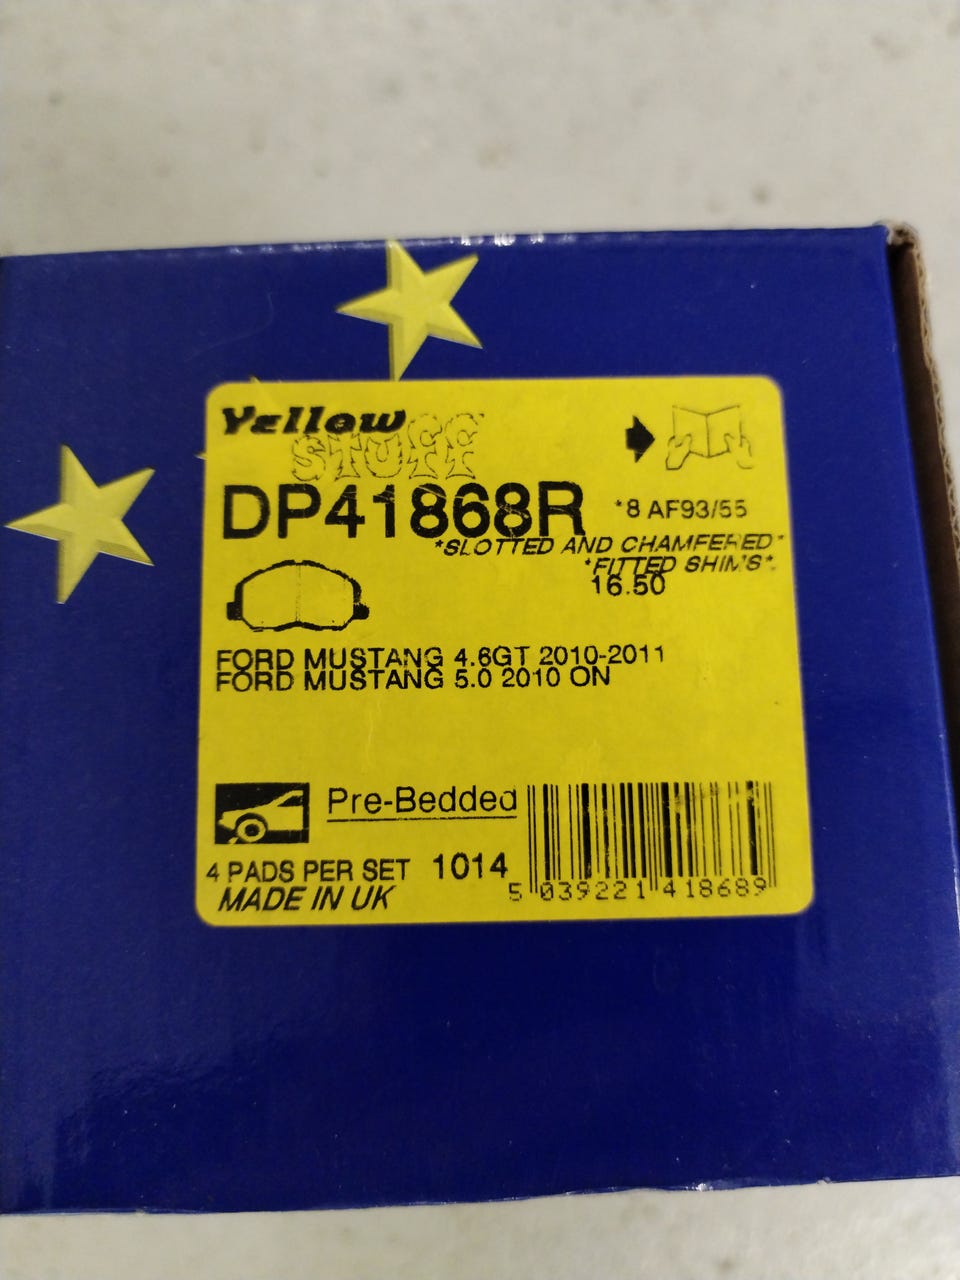 Yellow
STUFF
DP41868R
*8 AF93/55
*SLOTTED AND CHAMFERED*
*FITTED SHIMS*.
16.50
FORD MUSTANG 4.6GT 2010-2011
FORD MUSTANG 5.0 2010 ON
Pre-Bedded
4 PADS PER SET 1014
MADE IN UK
5 039221 418689